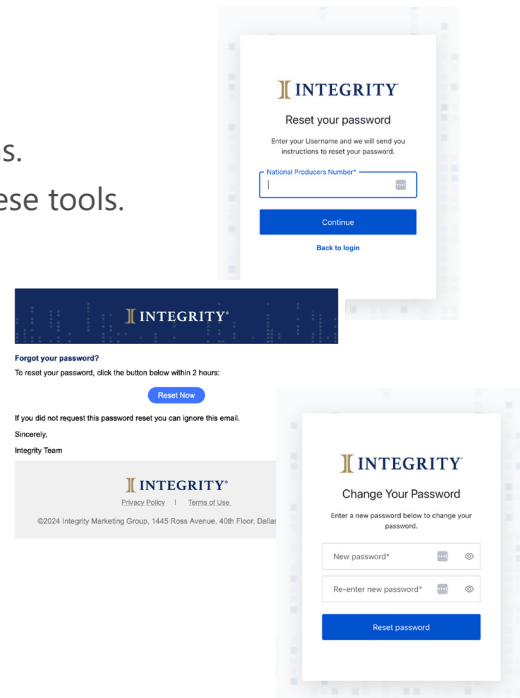 INTEGRITY
Reset your password
Enter your Username and we will send you
instructions to reset your password.
National Producers Number*
Continue
Back to login
ese tools.
INTEGRITY®
Forgot your password?
To reset your password, click the button below within 2 hours:
Reset Now
If you did not request this password reset you can ignore this email.
Sincerely,
Integrity Team
INTEGRITY®
Privacy Policy | Terms of Use
©2024 Integrity Marketing Group, 1445 Ross Avenue, 40th Floor, Dallas
INTEGRITY
Change Your Password
Enter a new password below to change your
password.
New password*
Re-enter new password*
Reset password